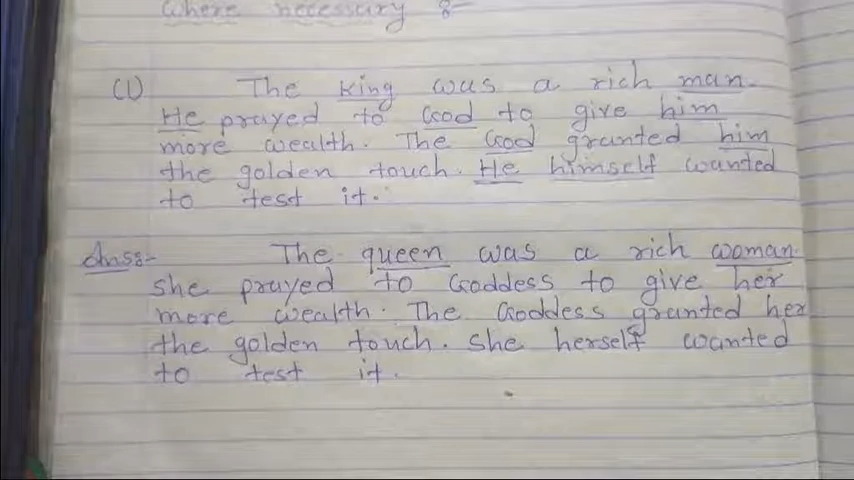 where necessary :-
(1) The king was a rich man.
He prayed to God to give him
more wealth. The God granted him
the golden touch. He himself wanted
to test it.
Ans:- The queen was a rich woman.
she prayed to Goddess to give her
more wealth. The Goddess granted her
the golden touch. She herself wanted
to test it.